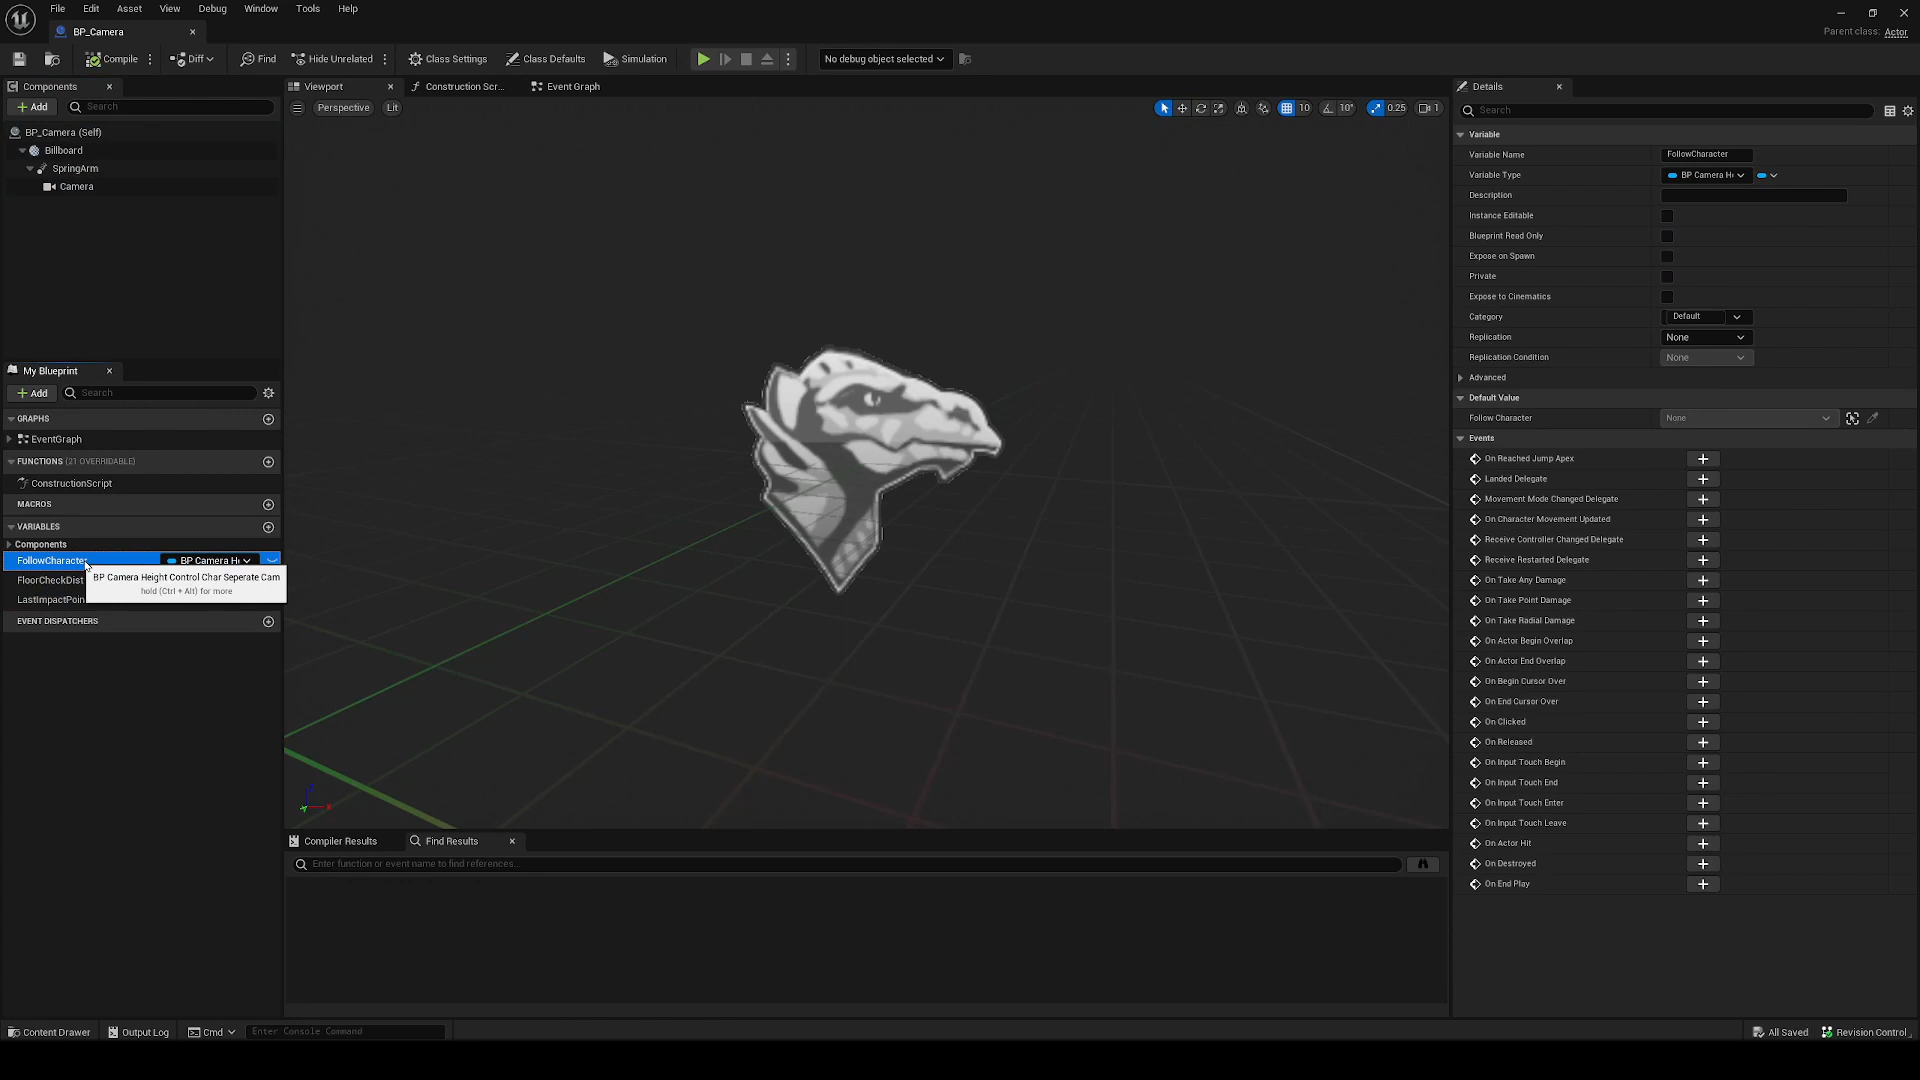 File Edit Asset View Debug Window Tools Help
BP_Camera
Parent class: Actor
Compile Diff Find Hide Unrelated Class Settings Class Defaults Simulation No debug object selected
Components
Add Search
BP_Camera (Self)
Billboard
SpringArm
Camera
My Blueprint
Add Search
GRAPHS
EventGraph
FUNCTIONS (21 OVERRIDABLE)
ConstructionScript
MACROS
VARIABLES
Components
FollowCharacter BP Camera H
BP Camera Height Control Char Seperate Cam
hold (Ctrl + Alt) for more
FloorCheckDist
LastImpactPoin
EVENT DISPATCHERS
Viewport Construction Scr... Event Graph
Perspective Lit 10 10° 0.25 1
Compiler Results Find Results
Enter function or event name to find references...
Details
Search
Variable
Variable Name FollowCharacter
Variable Type BP Camera H
Description
Instance Editable
Blueprint Read Only
Expose on Spawn
Private
Expose to Cinematics
Category Default
Replication None
Replication Condition None
Advanced
Default Value
Follow Character None
Events
On Reached Jump Apex
Landed Delegate
Movement Mode Changed Delegate
On Character Movement Updated
Receive Controller Changed Delegate
Receive Restarted Delegate
On Take Any Damage
On Take Point Damage
On Take Radial Damage
On Actor Begin Overlap
On Actor End Overlap
On Begin Cursor Over
On End Cursor Over
On Clicked
On Released
On Input Touch Begin
On Input Touch End
On Input Touch Enter
On Input Touch Leave
On Actor Hit
On Destroyed
On End Play
Content Drawer Output Log Cmd Enter Console Command All Saved Revision Control